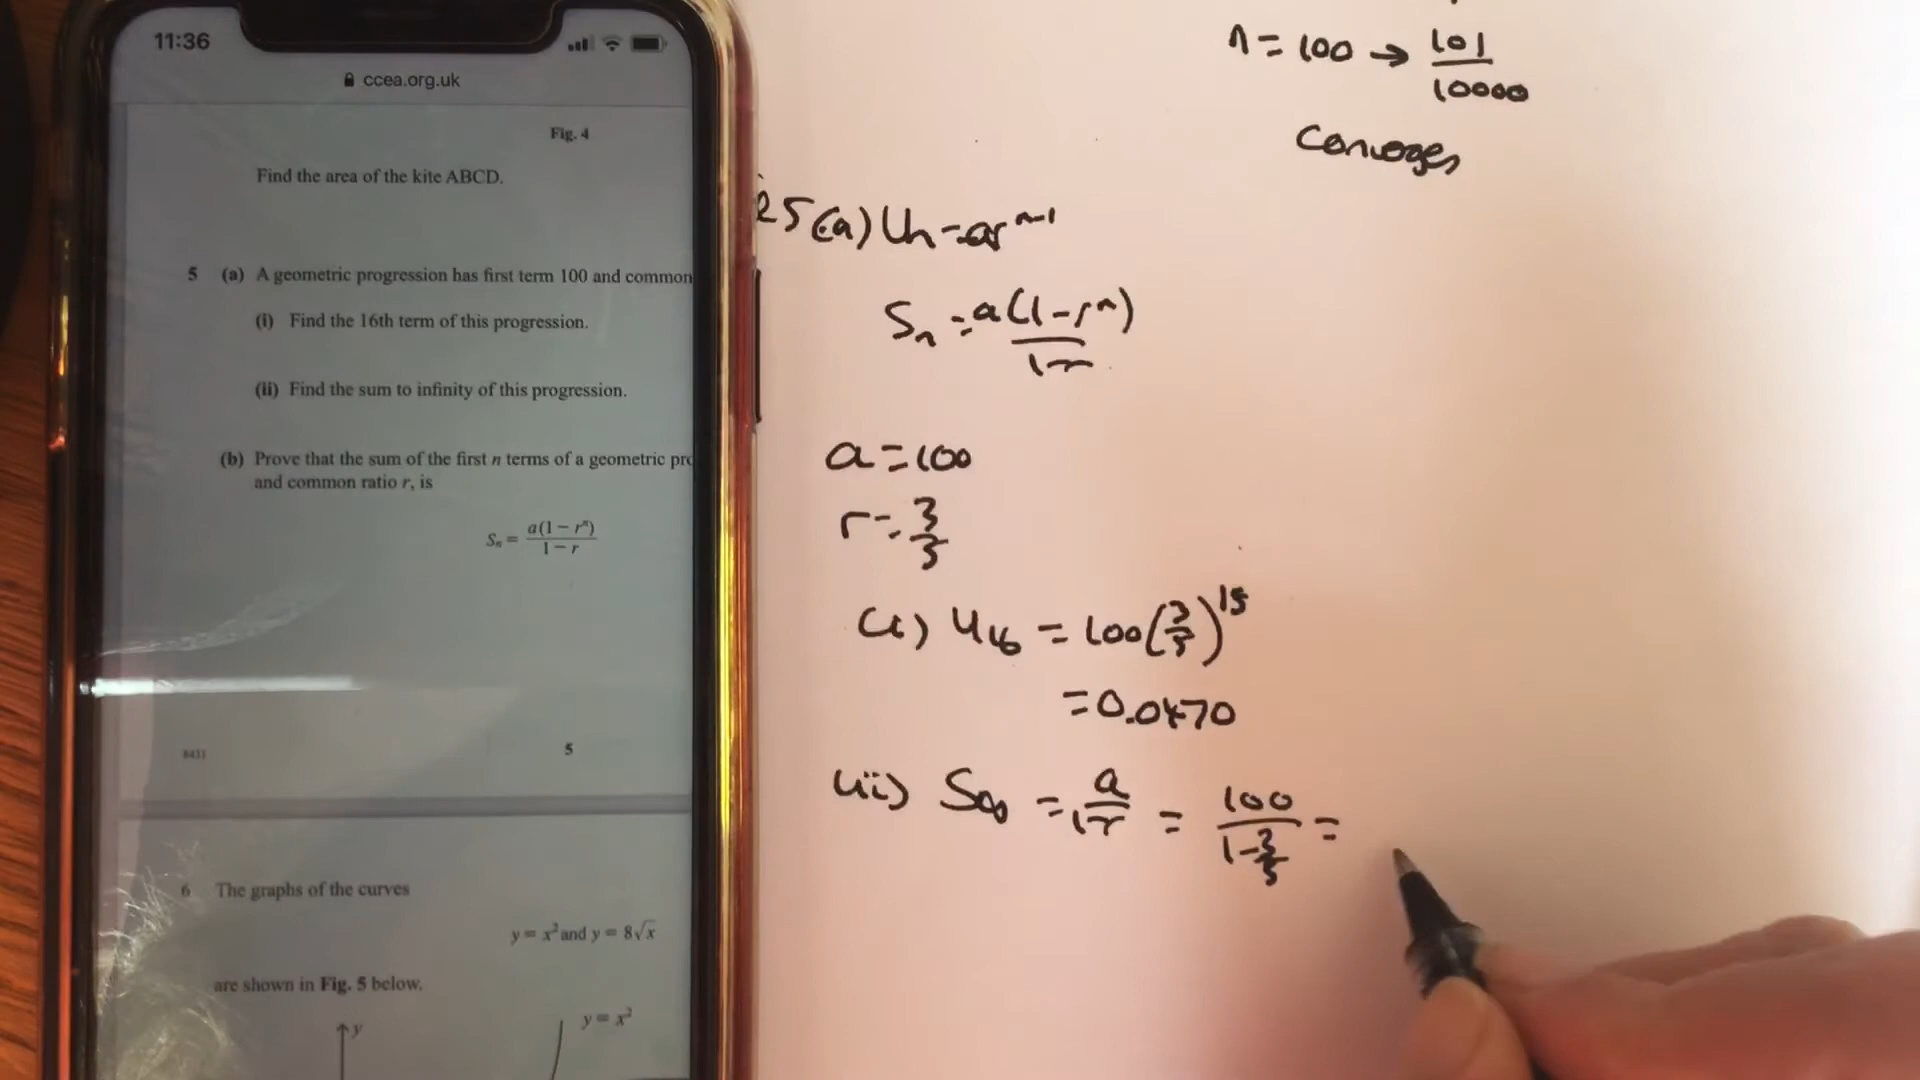 11:36
ccea.org.uk
Fig. 4
Find the area of the kite ABCD.
5 (a) A geometric progression has first term 100 and common
(i) Find the 16th term of this progression.
(ii) Find the sum to infinity of this progression.
(b) Prove that the sum of the first n terms of a geometric pro
and common ratio r, is
Sₙ = a(1 − rⁿ) / 1 − r
8431
5
6 The graphs of the curves
y = x² and y = 8√x
are shown in Fig. 5 below.
y
y = x²
n = 100 → 101/10000
Converges
25(a) Un = arⁿ⁻¹
Sn = a(1-rⁿ)/1-r
a = 100
r = 3/5
(i) U16 = 100(3/5)¹⁵
= 0.0470
(ii) S∞ = a/1-r = 100/1-3/5 =